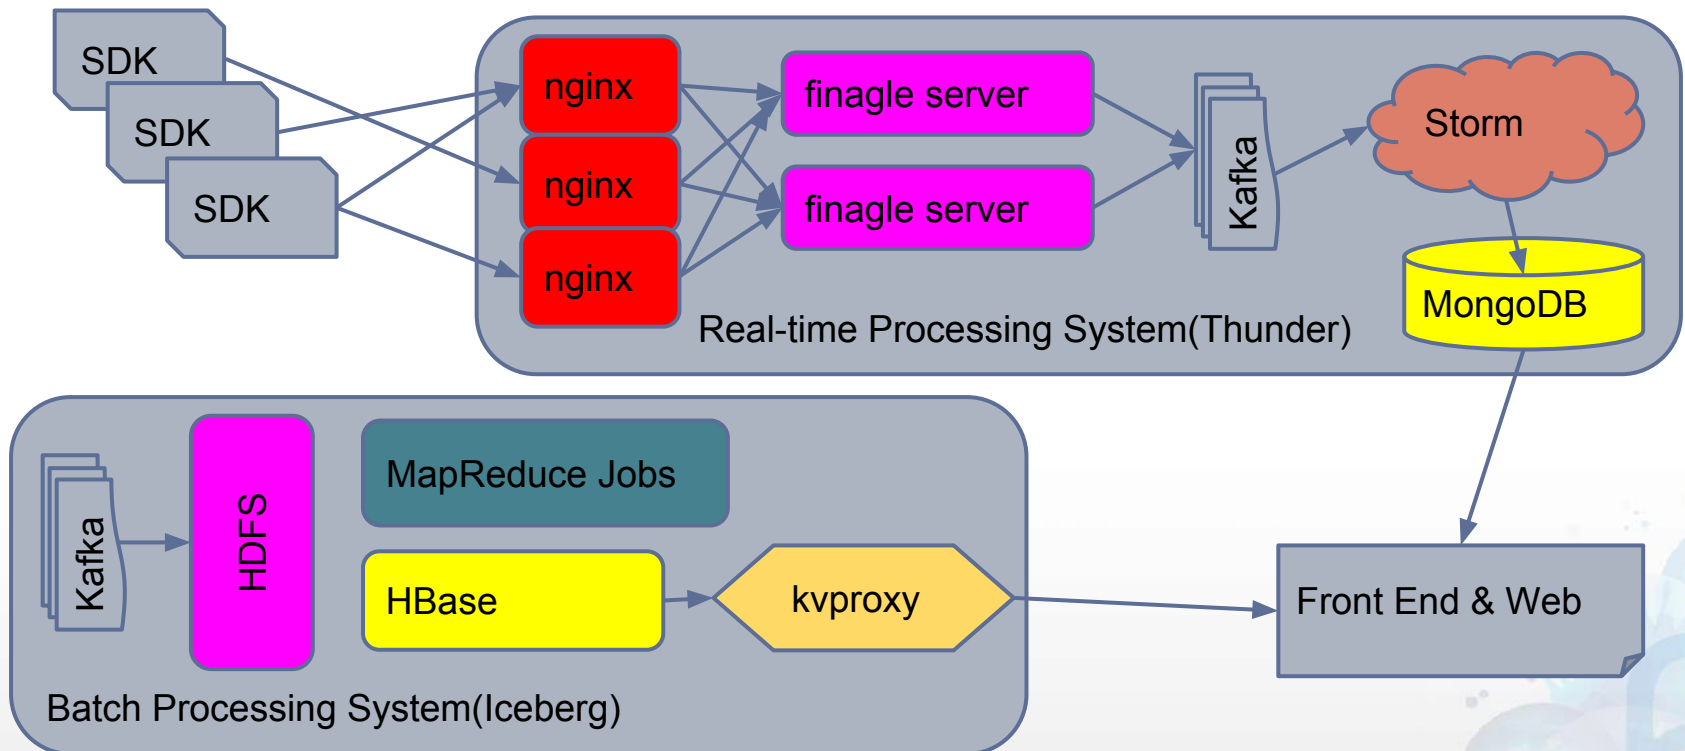 SDK
SDK
SDK
nginx
nginx
nginx
finagle server
finagle server
Kafka
Storm
MongoDB
Real-time Processing System(Thunder)
Kafka
HDFS
MapReduce Jobs
HBase
kvproxy
Front End & Web
Batch Processing System(Iceberg)